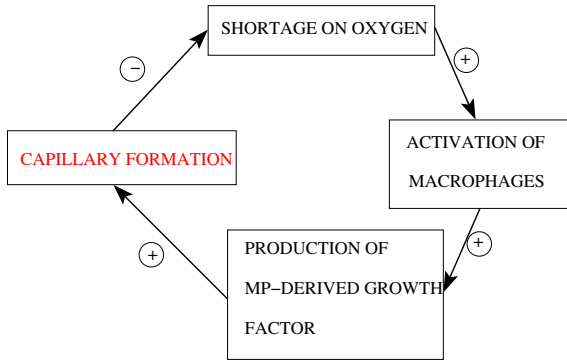 SHORTAGE ON OXYGEN
−
+
CAPILLARY FORMATION
ACTIVATION OF
MACROPHAGES
+
+
PRODUCTION OF
MP−DERIVED GROWTH
FACTOR